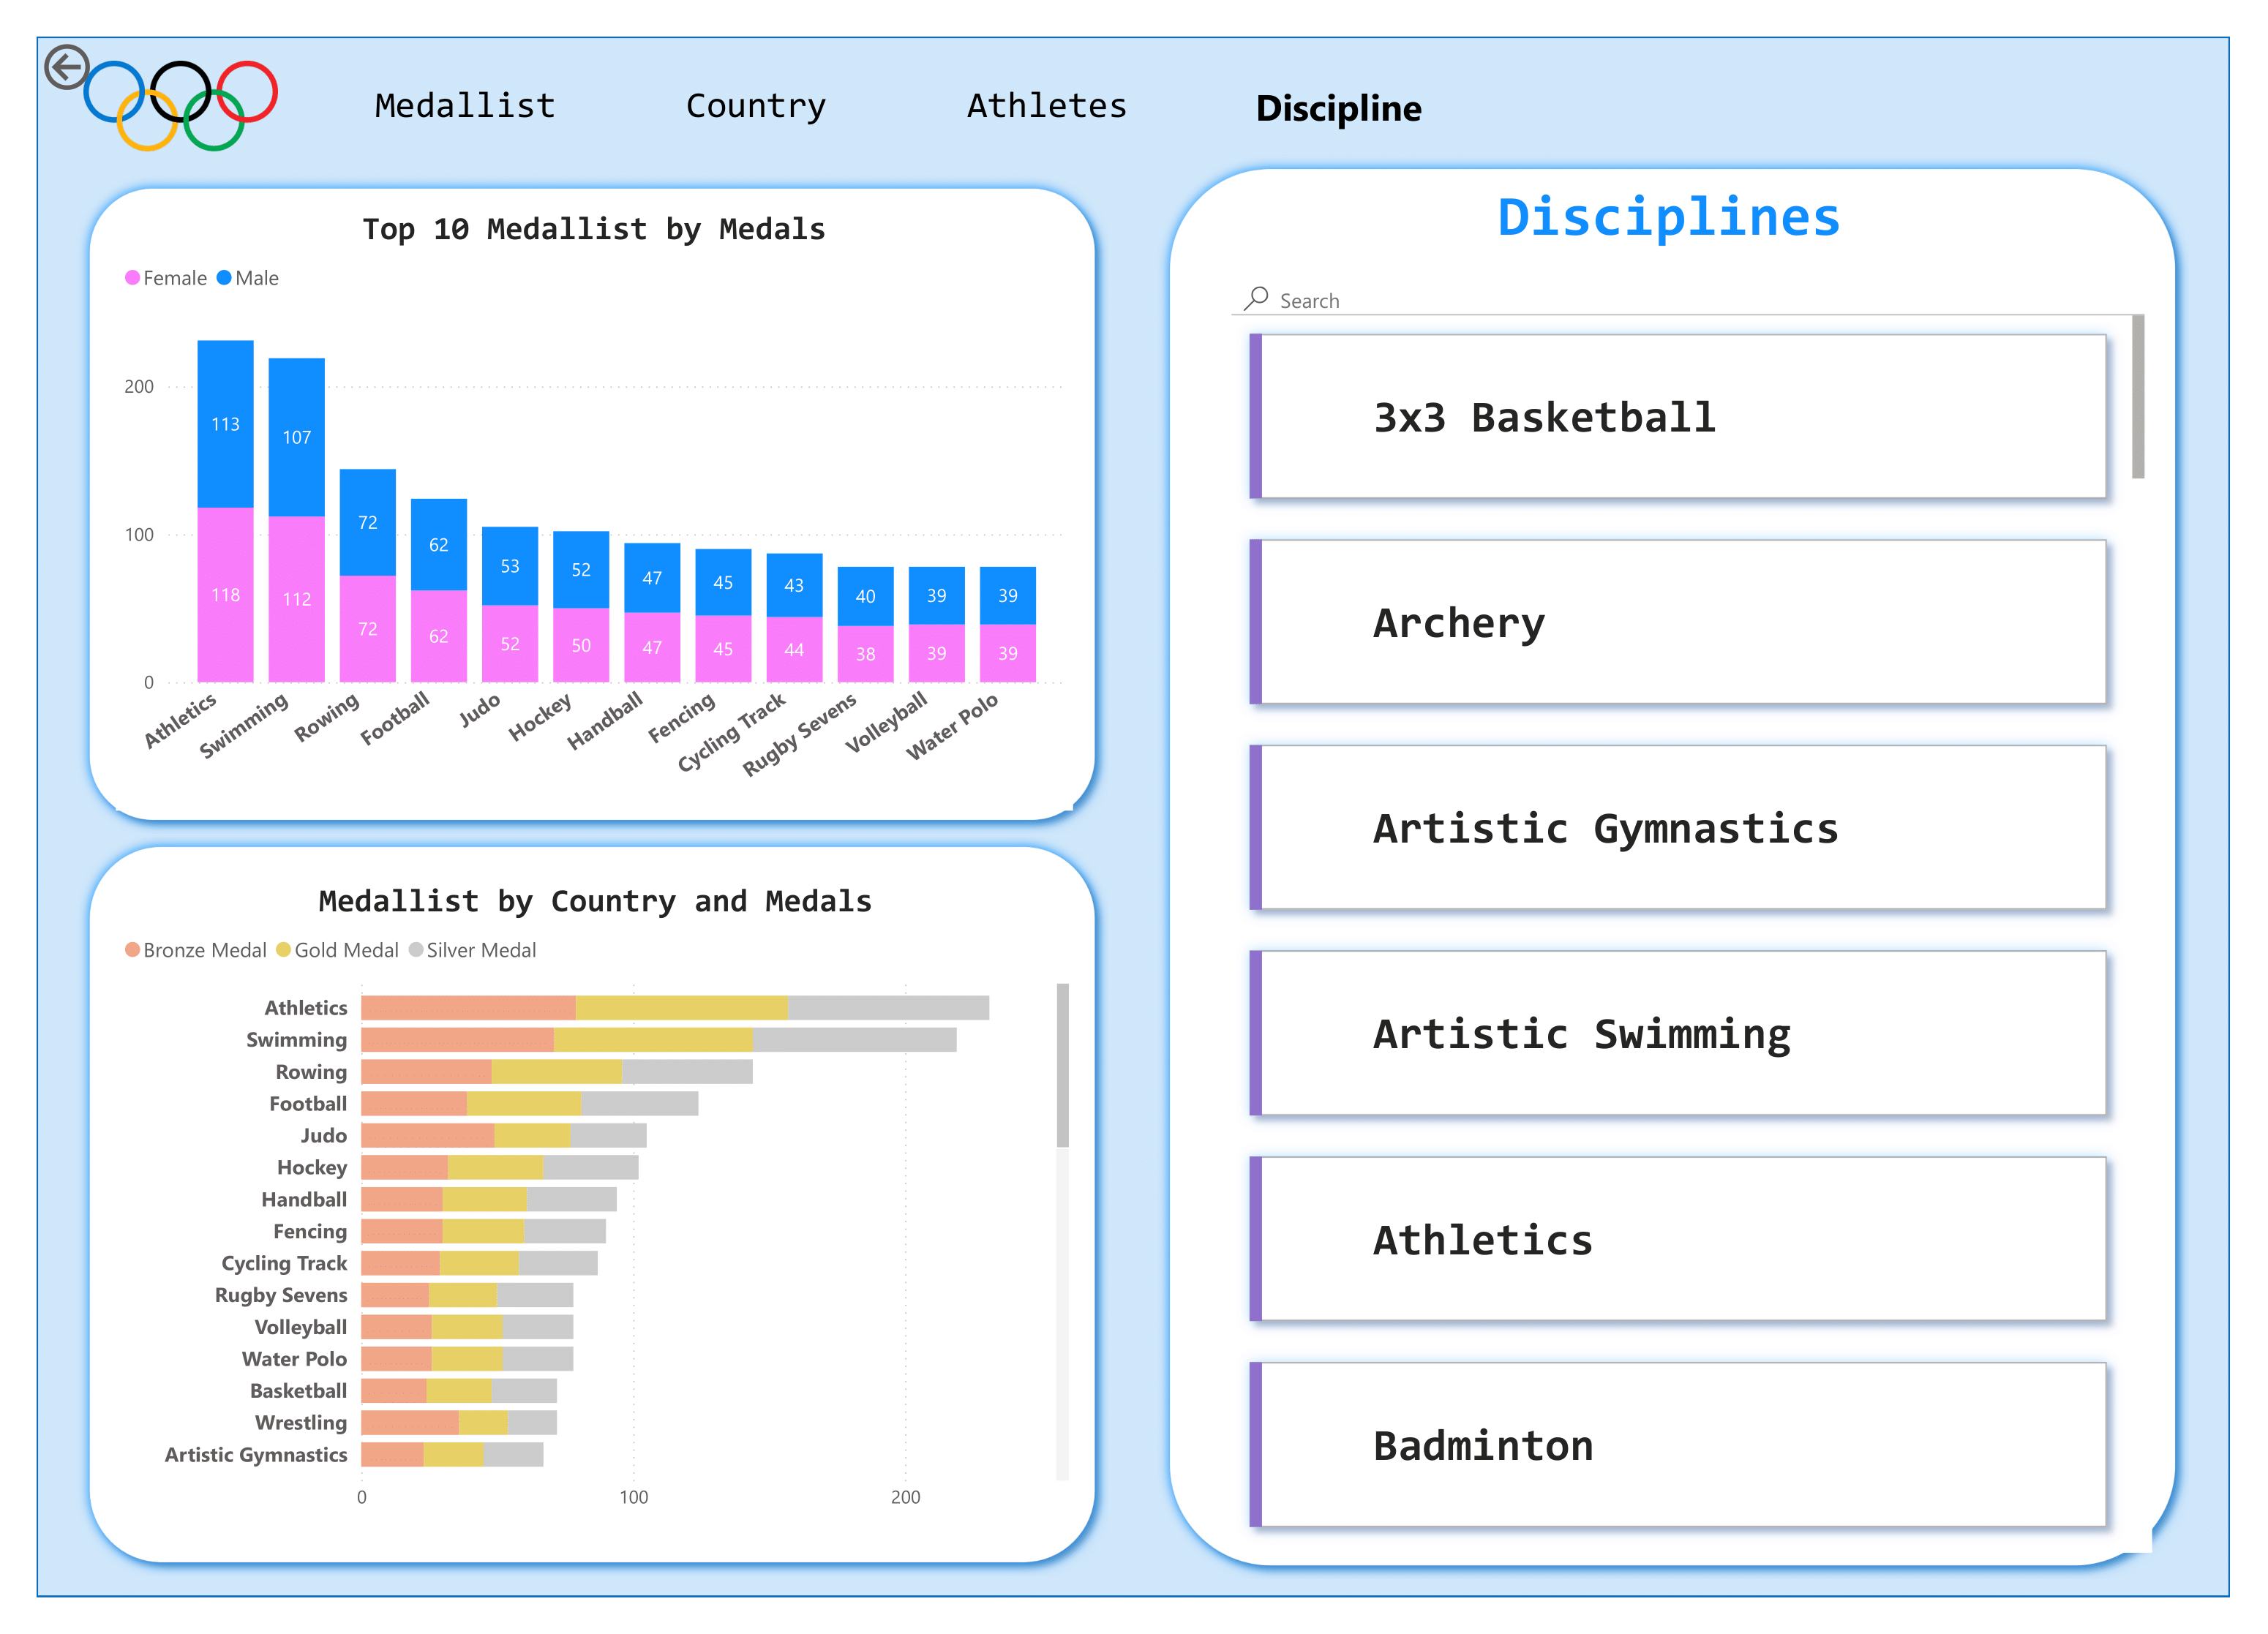 Medallist Country Athletes Discipline
Top 10 Medallist by Medals
Female Male
200
100
0
113 107 72 62 53 52 47 45 43 40 39 39
118 112 72 62 52 50 47 45 44 38 39 39
Athletics Swimming Rowing Football Judo Hockey Handball Fencing Cycling Track Rugby Sevens Volleyball Water Polo
Medallist by Country and Medals
Bronze Medal Gold Medal Silver Medal
Athletics
Swimming
Rowing
Football
Judo
Hockey
Handball
Fencing
Cycling Track
Rugby Sevens
Volleyball
Water Polo
Basketball
Wrestling
Artistic Gymnastics
0 100 200
Disciplines
Search
3x3 Basketball
Archery
Artistic Gymnastics
Artistic Swimming
Athletics
Badminton